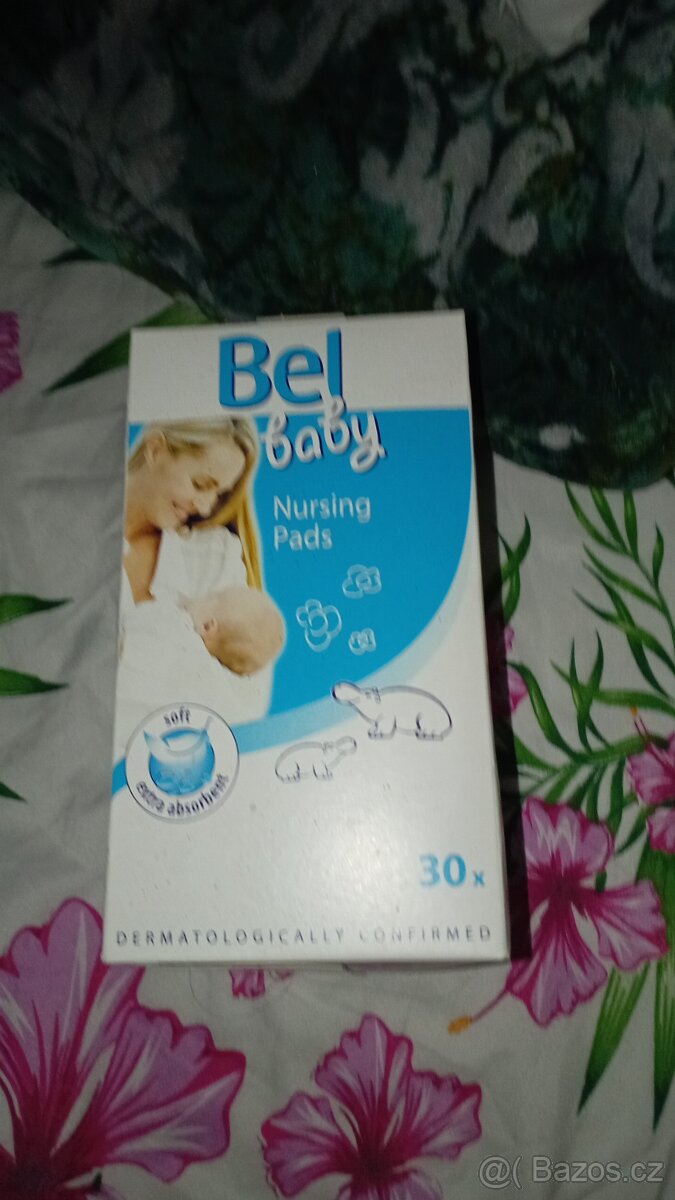 Bel
baby
Nursing
Pads
soft
extra absorbent
30x
DERMATOLOGICALLY CONFIRMED
@( Bazos.cz